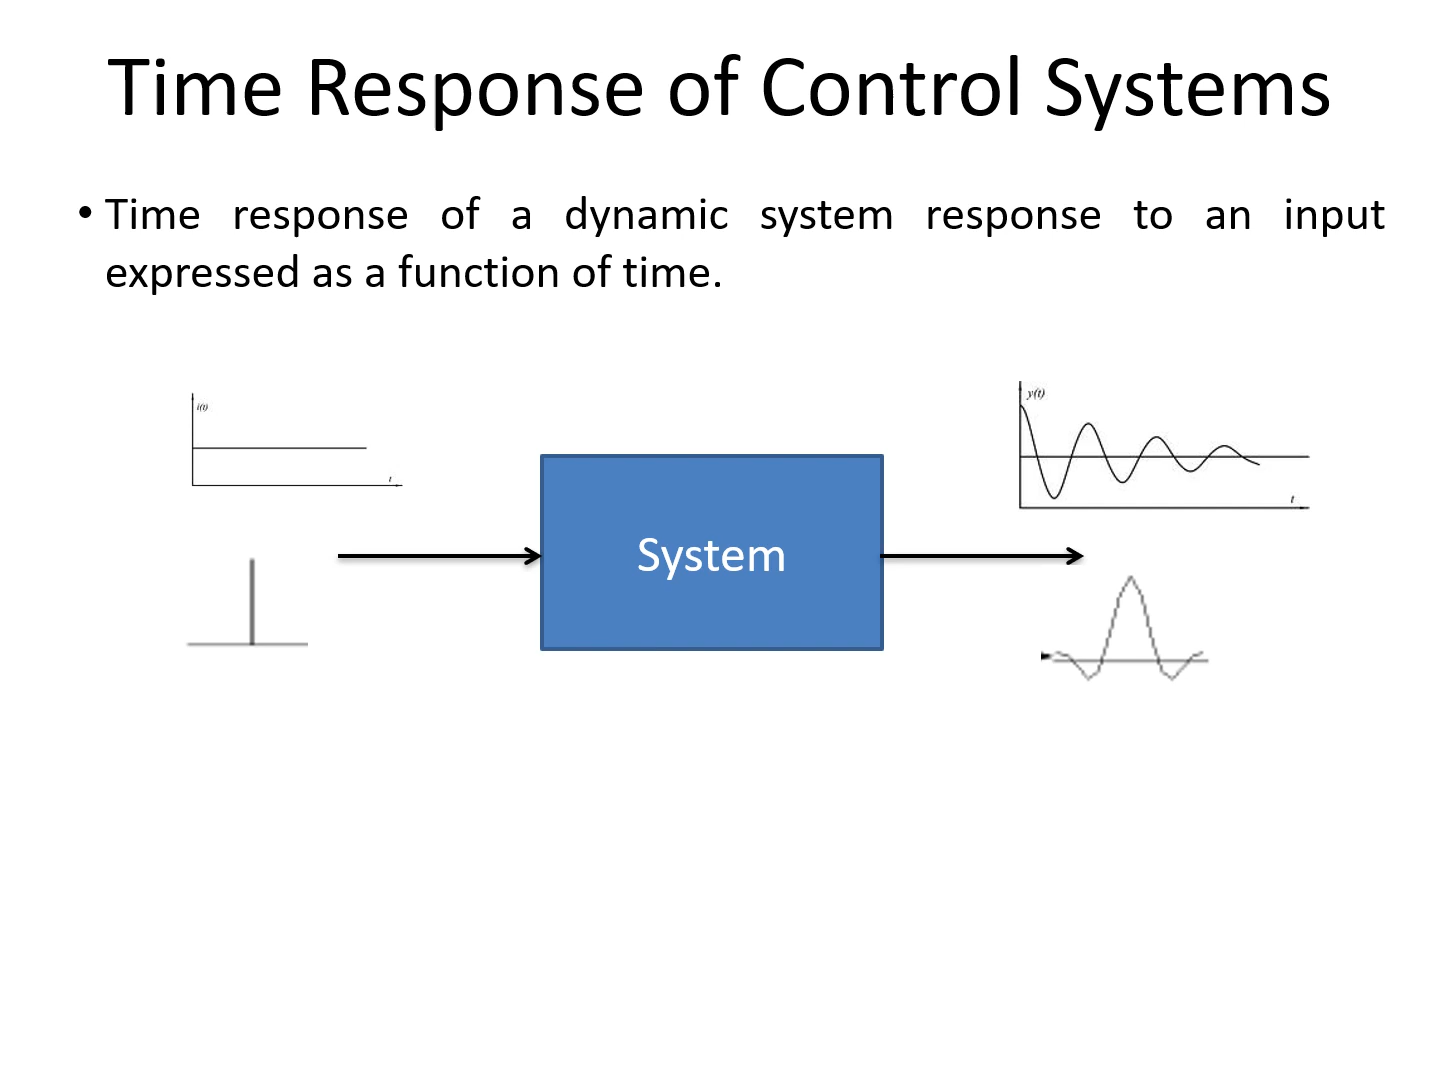 Time Response of Control Systems
• Time response of a dynamic system response to an input
expressed as a function of time.
i(t)
t
System
y(t)
t